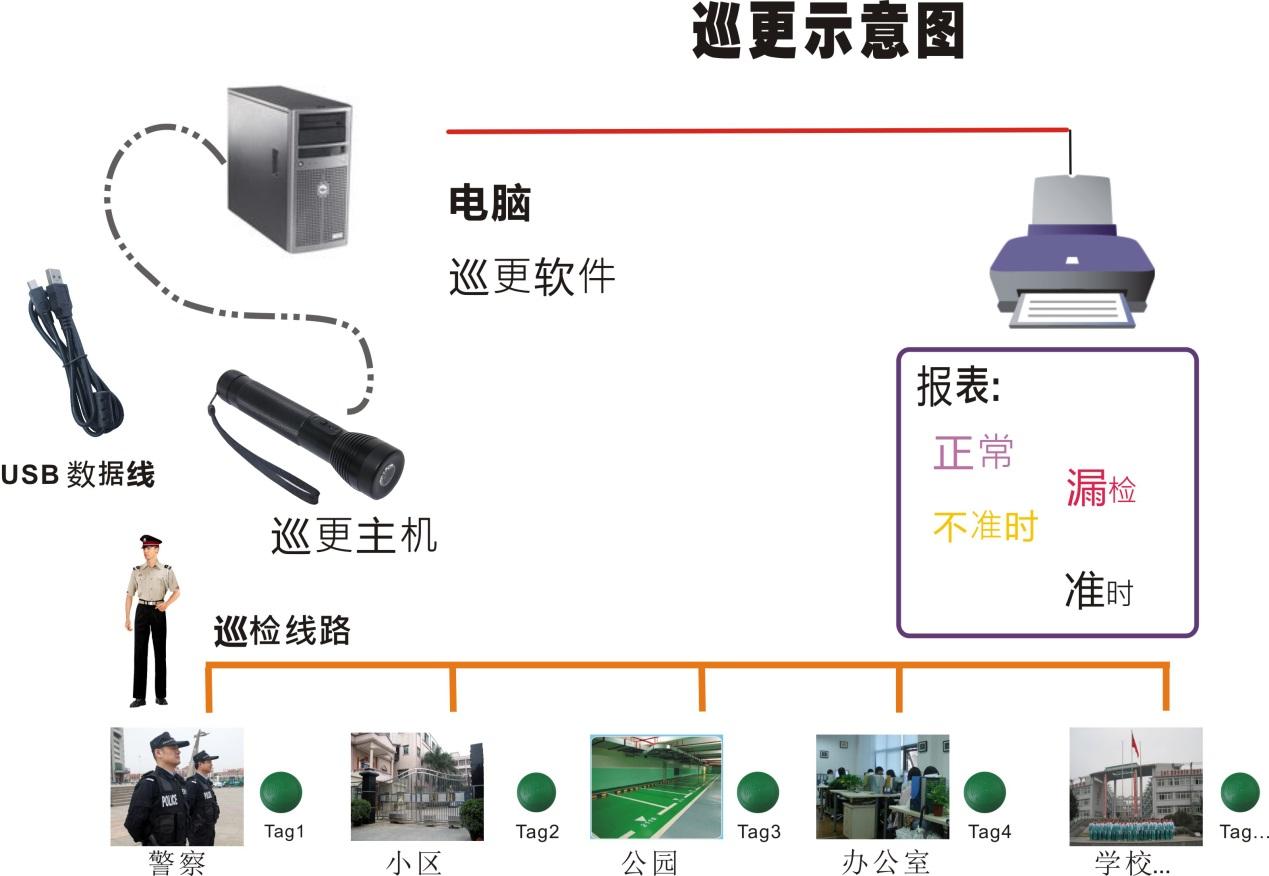 巡更示意图
电脑
巡更软件
USB 数据线
巡更主机
报表:
正常
漏检
不准时
准时
巡检线路
POLICE
Tag1
Tag2
Tag3
Tag4
Tag...
警察
小区
公园
办公室
学校...